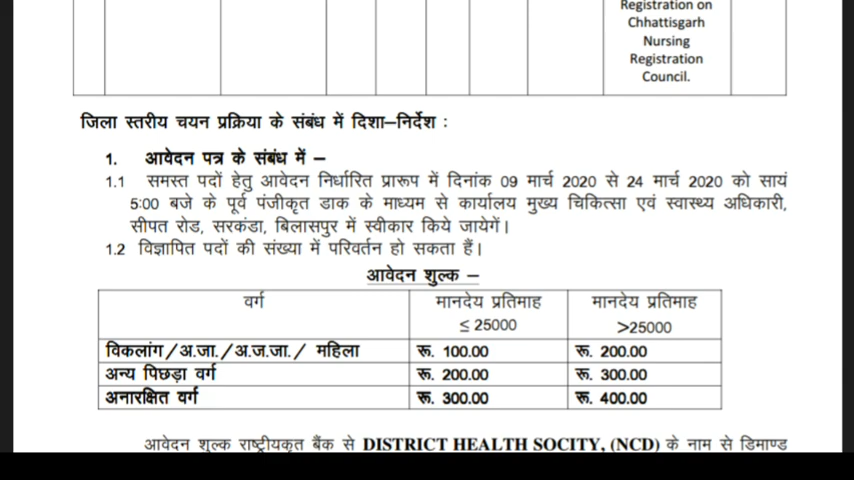 Registration on
Chhattisgarh
Nursing
Registration
Council.
जिला स्तरीय चयन प्रक्रिया के संबंध में दिशा–निर्देश :
1. आवेदन पत्र के संबंध में –
1.1 समस्त पदों हेतु आवेदन निर्धारित प्रारूप में दिनांक 09 मार्च 2020 से 24 मार्च 2020 को सायं
5:00 बजे के पूर्व पंजीकृत डाक के माध्यम से कार्यालय मुख्य चिकित्सा एवं स्वास्थ्य अधिकारी,
सीपत रोड, सरकंडा, बिलासपुर में स्वीकार किये जायेगें।
1.2 विज्ञापित पदों की संख्या में परिवर्तन हो सकता हैं।
आवेदन शुल्क –
वर्ग मानदेय प्रतिमाह मानदेय प्रतिमाह
≤ 25000 >25000
विकलांग/अ.जा./अ.ज.जा./ महिला रू. 100.00 रू. 200.00
अन्य पिछड़ा वर्ग रू. 200.00 रू. 300.00
अनारक्षित वर्ग रू. 300.00 रू. 400.00
आवेदन शुल्क राष्ट्रीयकृत बैंक से DISTRICT HEALTH SOCITY, (NCD) के नाम से डिमाण्ड